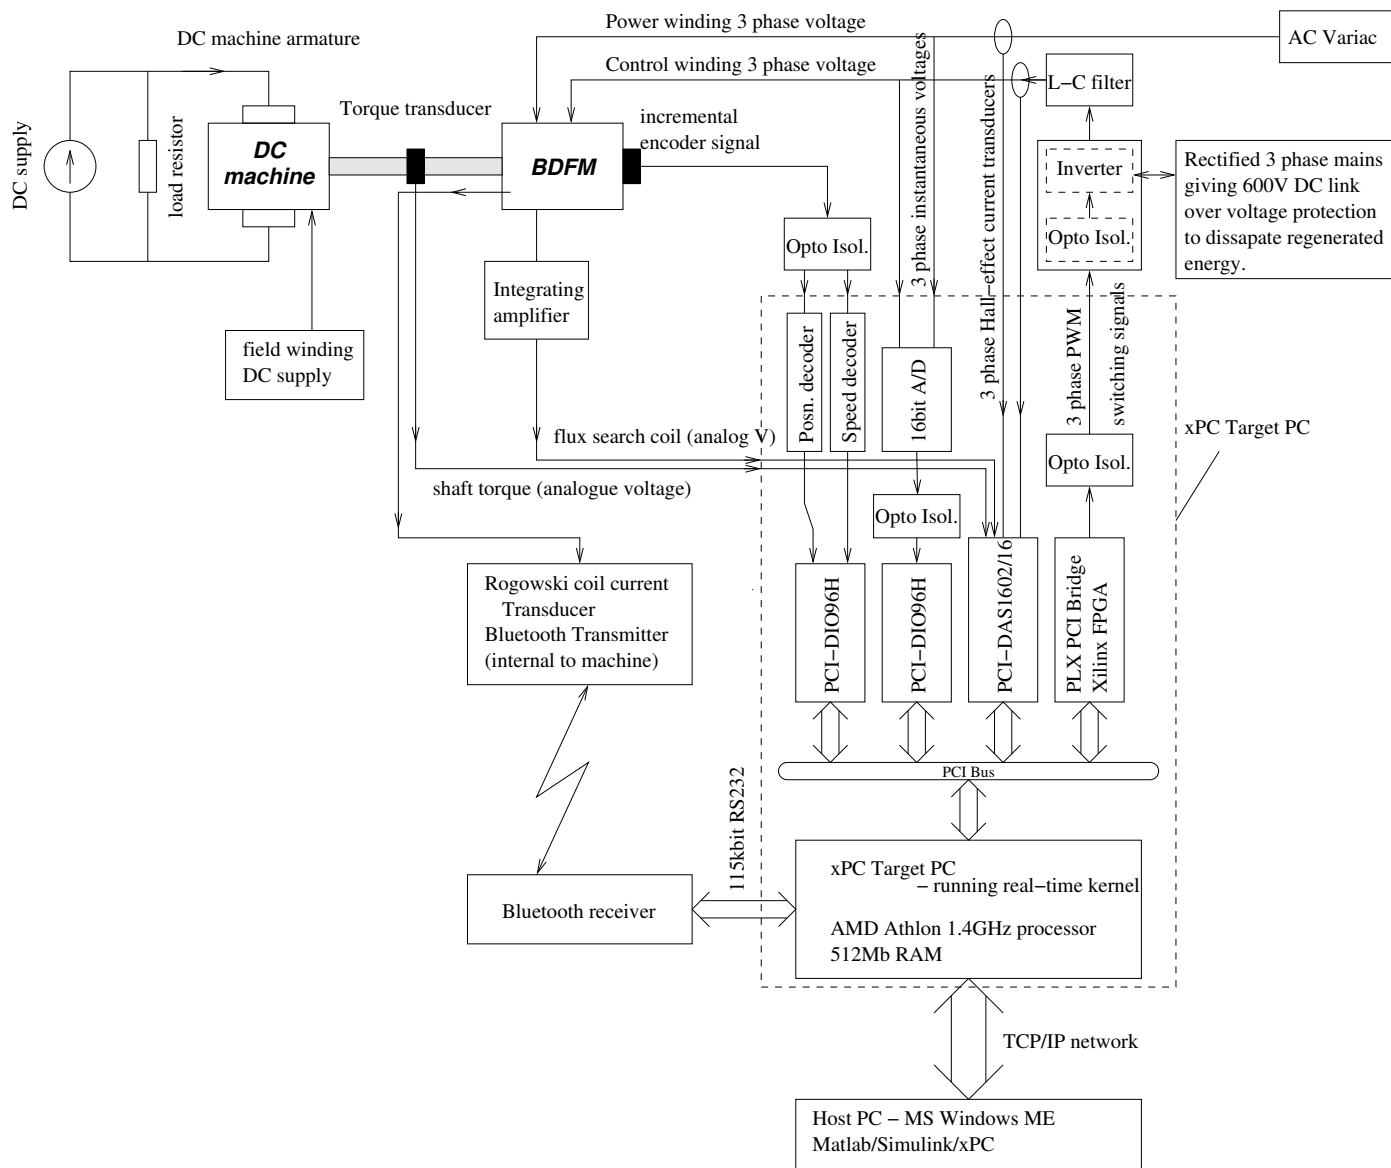 Power winding 3 phase voltage
AC Variac
DC machine armature
Control winding 3 phase voltage
L−C filter
Torque transducer
incremental
encoder signal
DC supply
load resistor
DC
machine
BDFM
3 phase instantaneous voltages
3 phase Hall−effect current transducers
Inverter
Opto Isol.
Rectified 3 phase mains
giving 600V DC link
over voltage protection
to dissapate regenerated
energy.
Opto Isol.
Integrating
amplifier
field winding
DC supply
Posn. decoder
Speed decoder
16bit A/D
3 phase PWM
switching signals
xPC Target PC
flux search coil (analog V)
Opto Isol.
shaft torque (analogue voltage)
Opto Isol.
Rogowski coil current
Transducer
Bluetooth Transmitter
(internal to machine)
PCI−DIO96H
PCI−DIO96H
PCI−DAS1602/16
PLX PCI Bridge
Xilinx FPGA
PCI Bus
115kbit RS232
xPC Target PC
− running real−time kernel
AMD Athlon 1.4GHz processor
512Mb RAM
Bluetooth receiver
TCP/IP network
Host PC − MS Windows ME
Matlab/Simulink/xPC